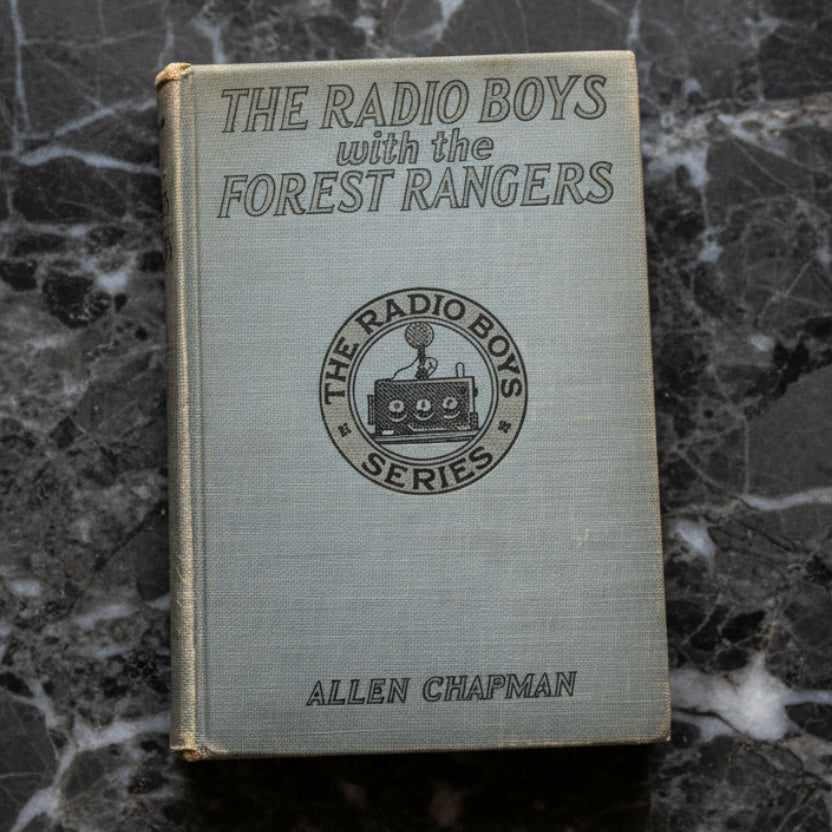 THE RADIO BOYS
with the
FOREST RANGERS
THE RADIO BOYS
SERIES
ALLEN CHAPMAN